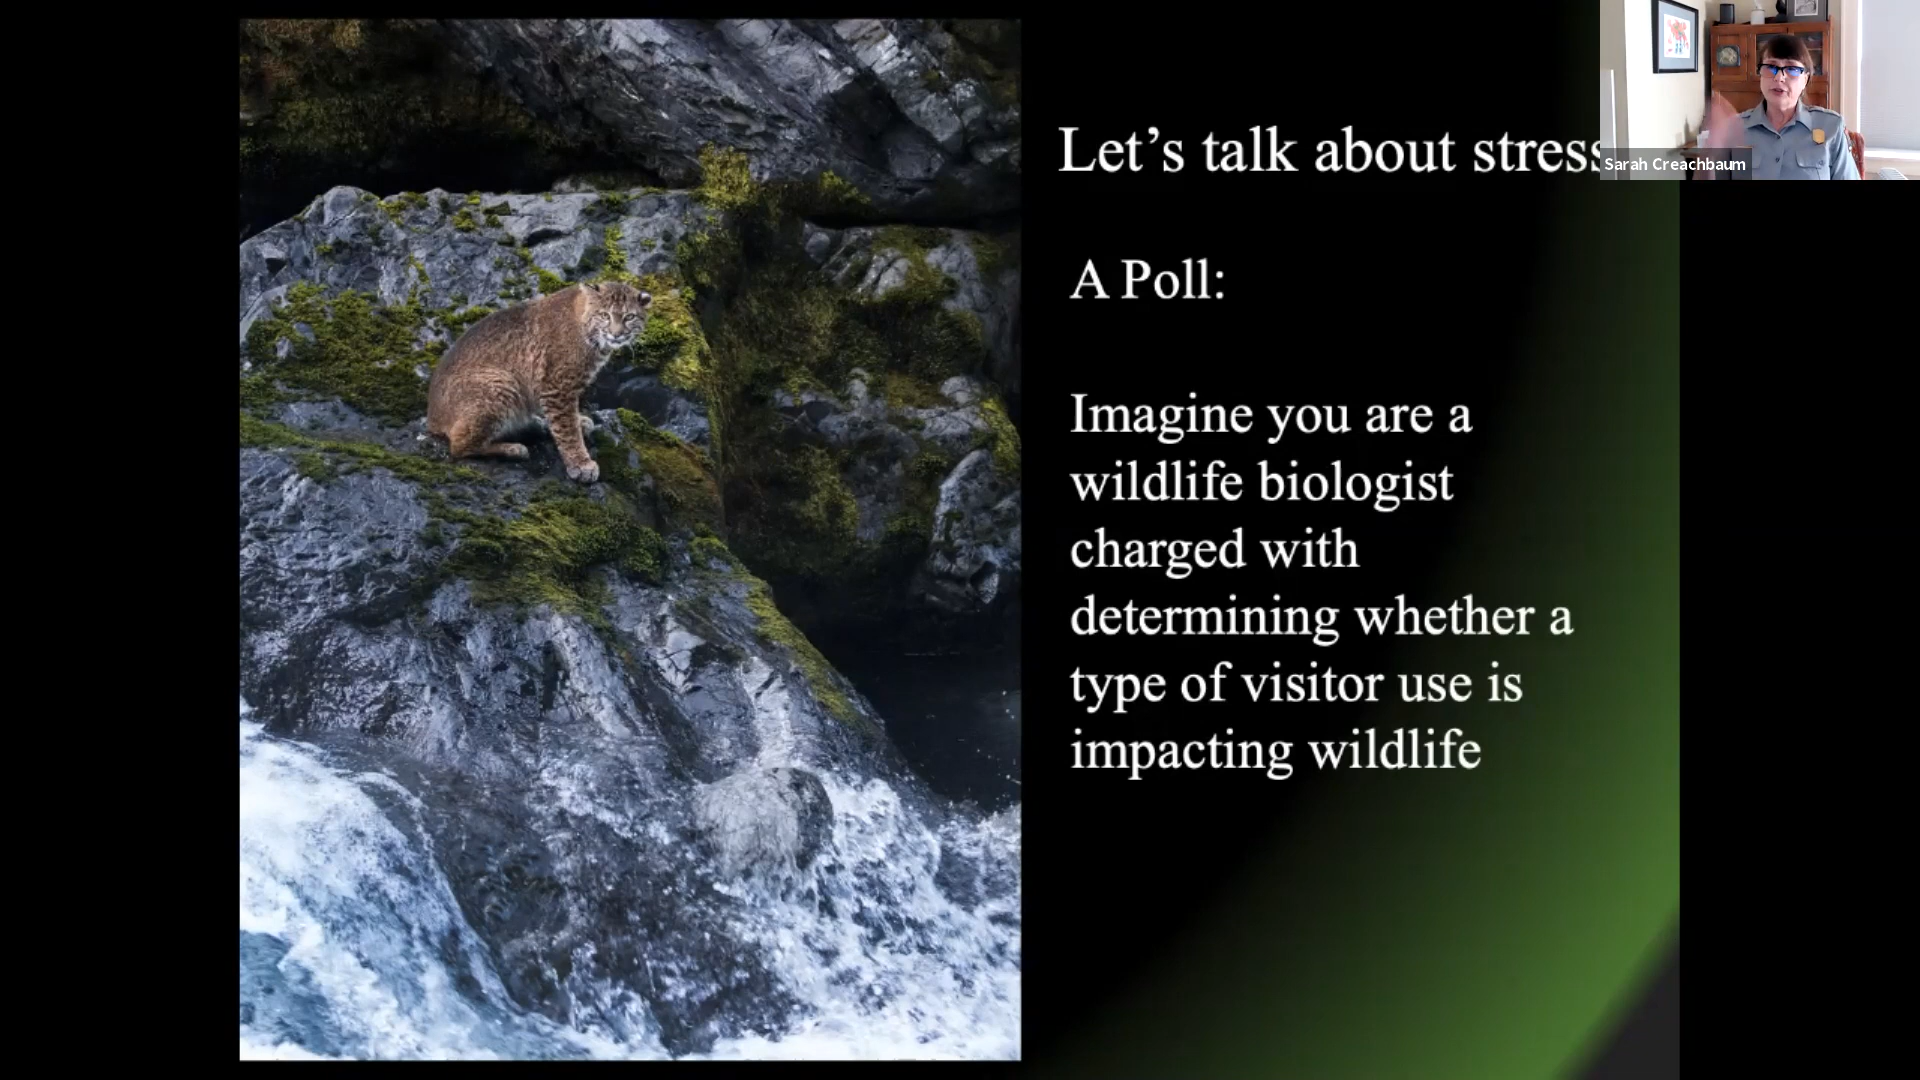 Let’s talk about stress
Sarah Creachbaum
A Poll:
Imagine you are a
wildlife biologist
charged with
determining whether a
type of visitor use is
impacting wildlife